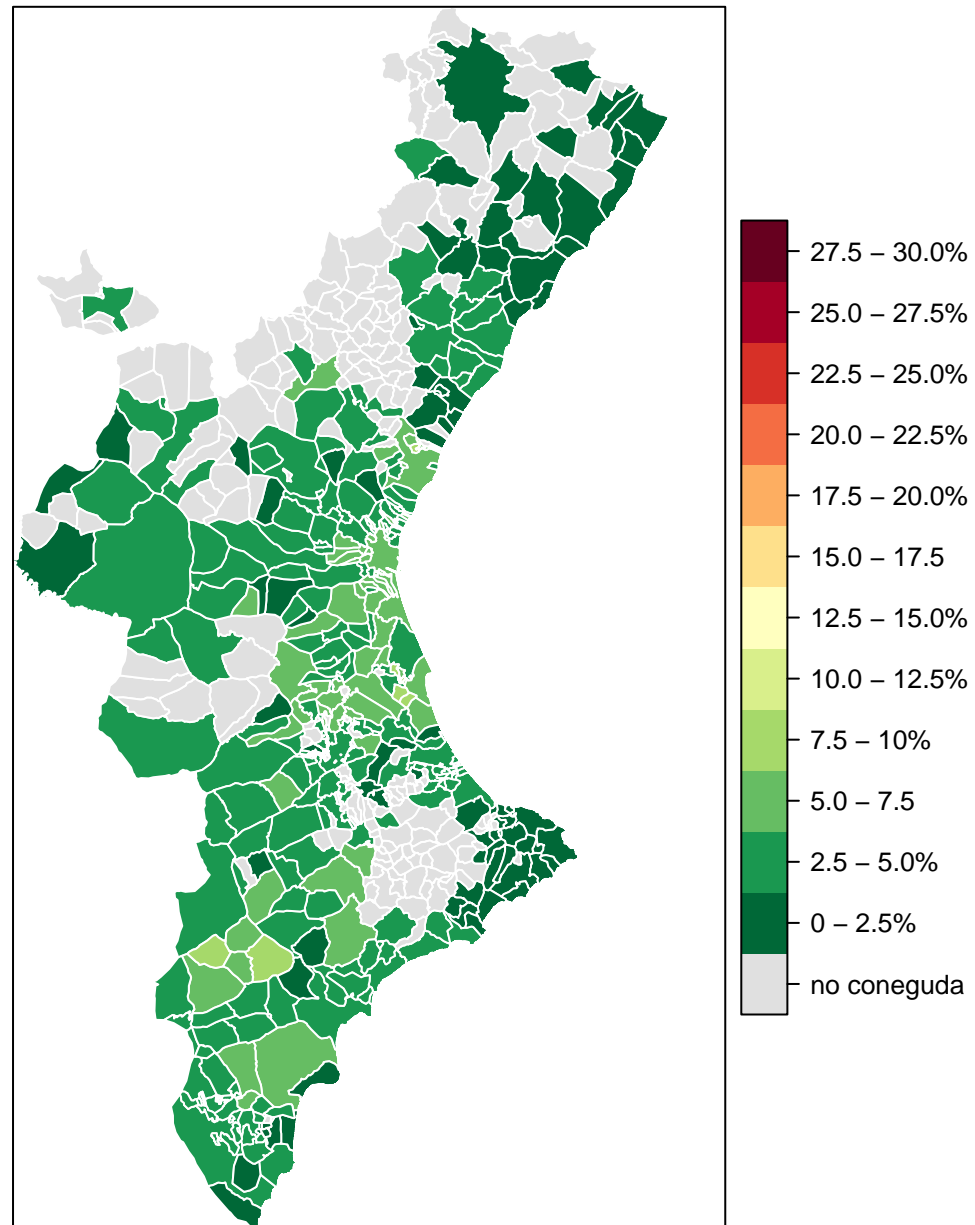 27.5 – 30.0%
25.0 – 27.5%
22.5 – 25.0%
20.0 – 22.5%
17.5 – 20.0%
15.0 – 17.5
12.5 – 15.0%
10.0 – 12.5%
7.5 – 10%
5.0 – 7.5
2.5 – 5.0%
0 – 2.5%
no coneguda